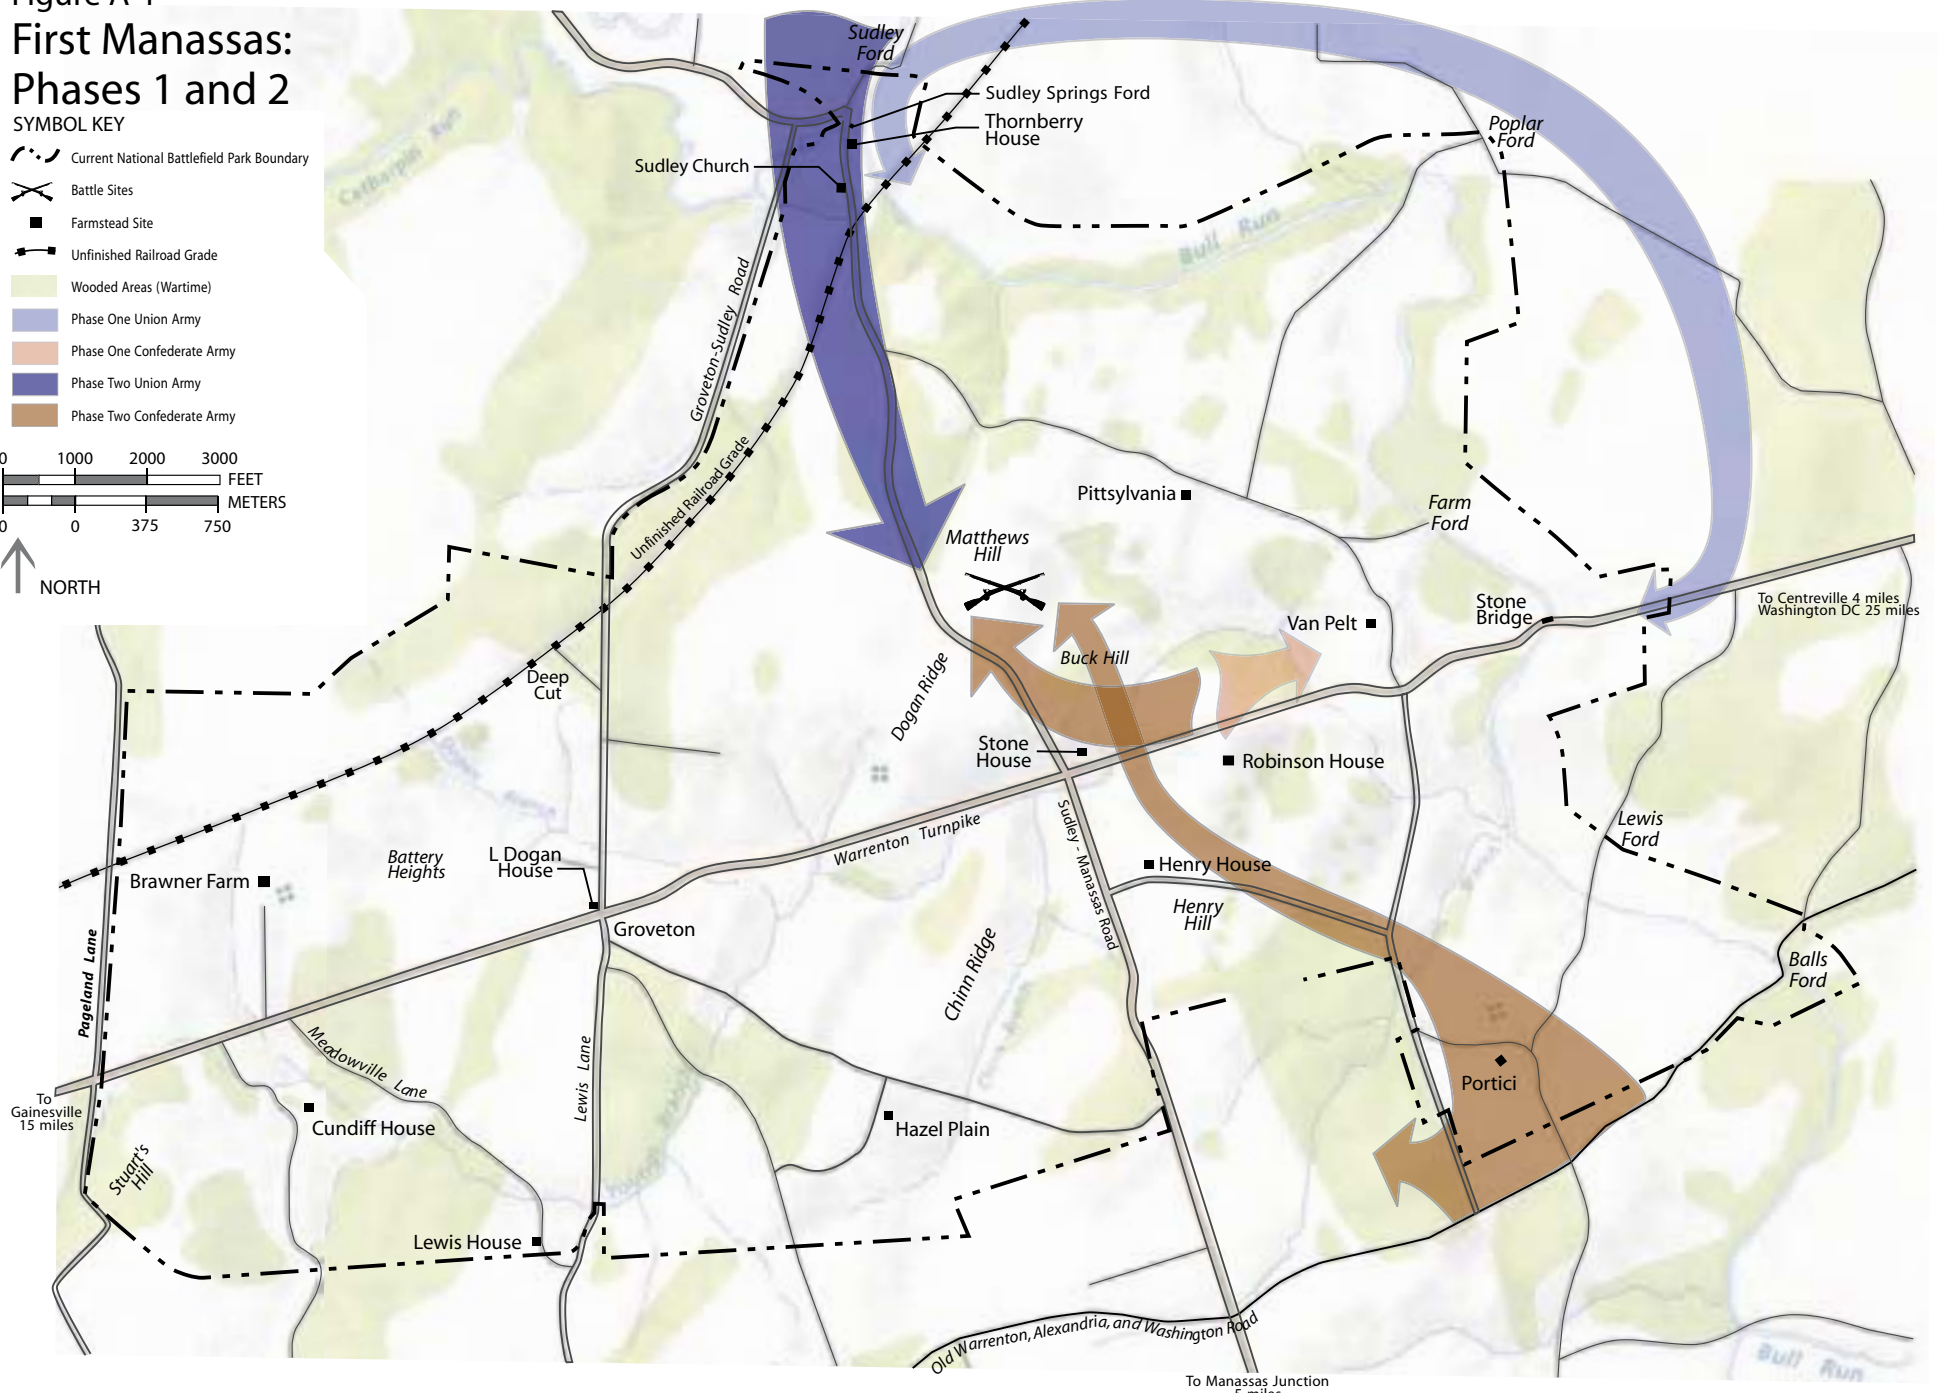 Figure A-1
First Manassas:
Phases 1 and 2
SYMBOL KEY
Current National Battlefield Park Boundary
Battle Sites
Farmstead Site
Unfinished Railroad Grade
Wooded Areas (Wartime)
Phase One Union Army
Phase One Confederate Army
Phase Two Union Army
Phase Two Confederate Army
0 1000 2000 3000
FEET
METERS
0 0 375 750
NORTH
Sudley
Ford
Sudley Springs Ford
Thornberry
House
Sudley Church
Poplar
Ford
Catharpin Run
Bull Run
Groveton-Sudley Road
Unfinished Railroad Grade
Pittsylvania
Farm
Ford
Matthews
Hill
Stone
Bridge
To Centreville 4 miles
Washington DC 25 miles
Van Pelt
Buck Hill
Dogan Ridge
Deep
Cut
Stone
House
Robinson House
Lewis
Ford
Warrenton Turnpike
Sudley - Manassas Road
Battery
Heights
L Dogan
House
Brawner Farm
Henry House
Henry
Hill
Groveton
Chinn Ridge
Balls
Ford
Pageland Lane
Meadowville Lane
Lewis Lane
Portici
To
Gainesville
15 miles
Cundiff House
Hazel Plain
Stuart's
Hill
Lewis House
Old Warrenton, Alexandria, and Washington Road
Bull Run
To Manassas Junction
5 miles